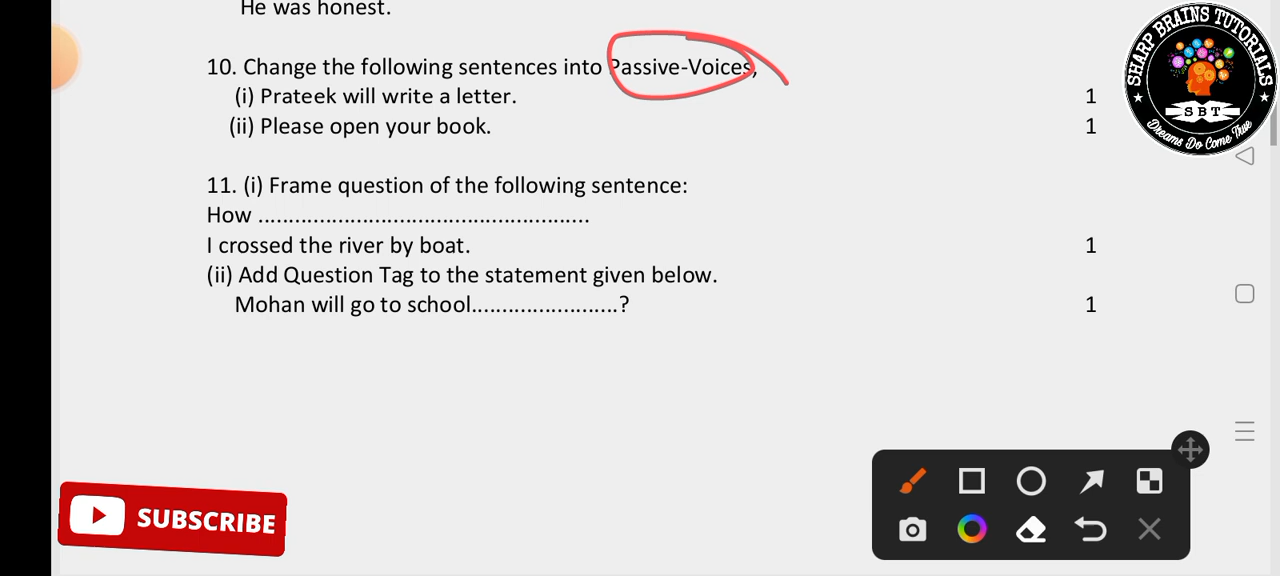 He was honest.
10. Change the following sentences into Passive-Voices,
(i) Prateek will write a letter. 1
(ii) Please open your book. 1
11. (i) Frame question of the following sentence:
How ......................................................
I crossed the river by boat. 1
(ii) Add Question Tag to the statement given below.
Mohan will go to school........................? 1
SHARP BRAINS TUTORIALS
SBT
Dreams Do Come True
SUBSCRIBE